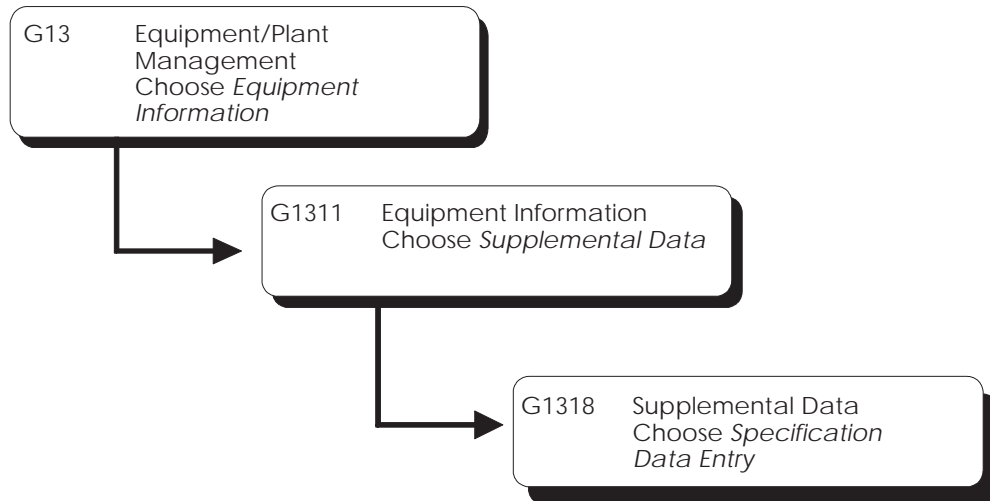 G13 Equipment/Plant
Management
Choose Equipment
Information
G1311 Equipment Information
Choose Supplemental Data
G1318 Supplemental Data
Choose Specification
Data Entry